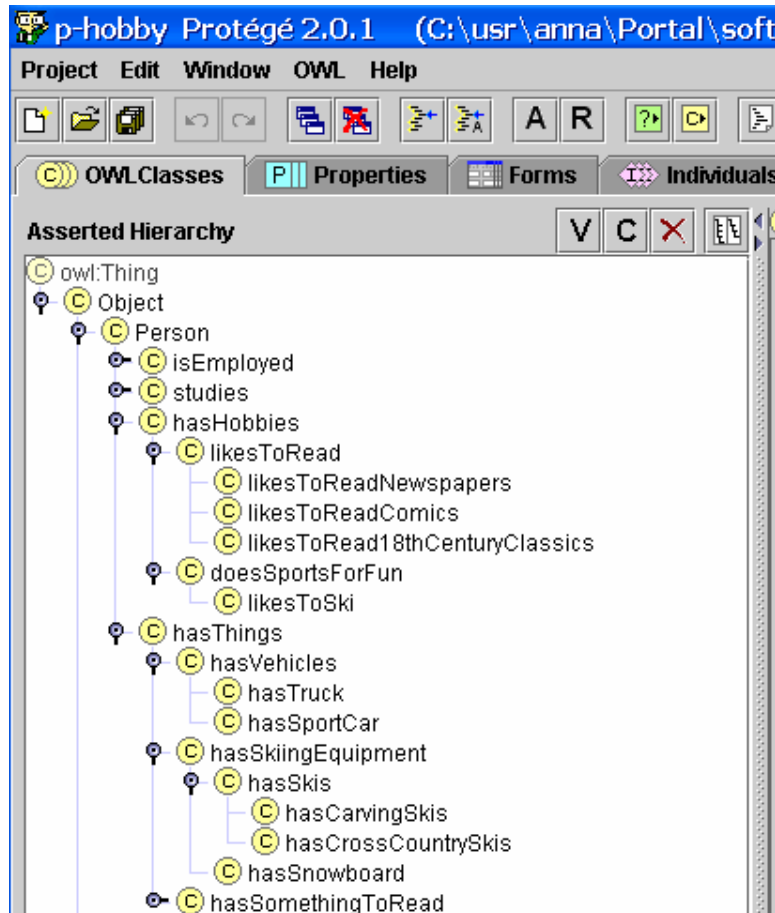 p-hobby Protégé 2.0.1 (C:\usr\anna\Portal\soft
Project Edit Window OWL Help
A A R ? C
C OWLClasses P Properties Forms I Individuals
Asserted Hierarchy V C
C owl:Thing
C Object
C Person
C isEmployed
C studies
C hasHobbies
C likesToRead
C likesToReadNewspapers
C likesToReadComics
C likesToRead18thCenturyClassics
C doesSportsForFun
C likesToSki
C hasThings
C hasVehicles
C hasTruck
C hasSportCar
C hasSkiingEquipment
C hasSkis
C hasCarvingSkis
C hasCrossCountrySkis
C hasSnowboard
C hasSomethingToRead